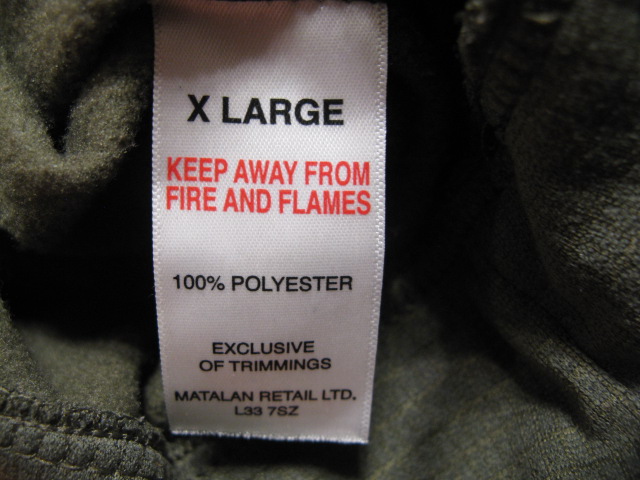 X LARGE
KEEP AWAY FROM
FIRE AND FLAMES
100% POLYESTER
EXCLUSIVE
OF TRIMMINGS
MATALAN RETAIL LTD.
L33 7SZ